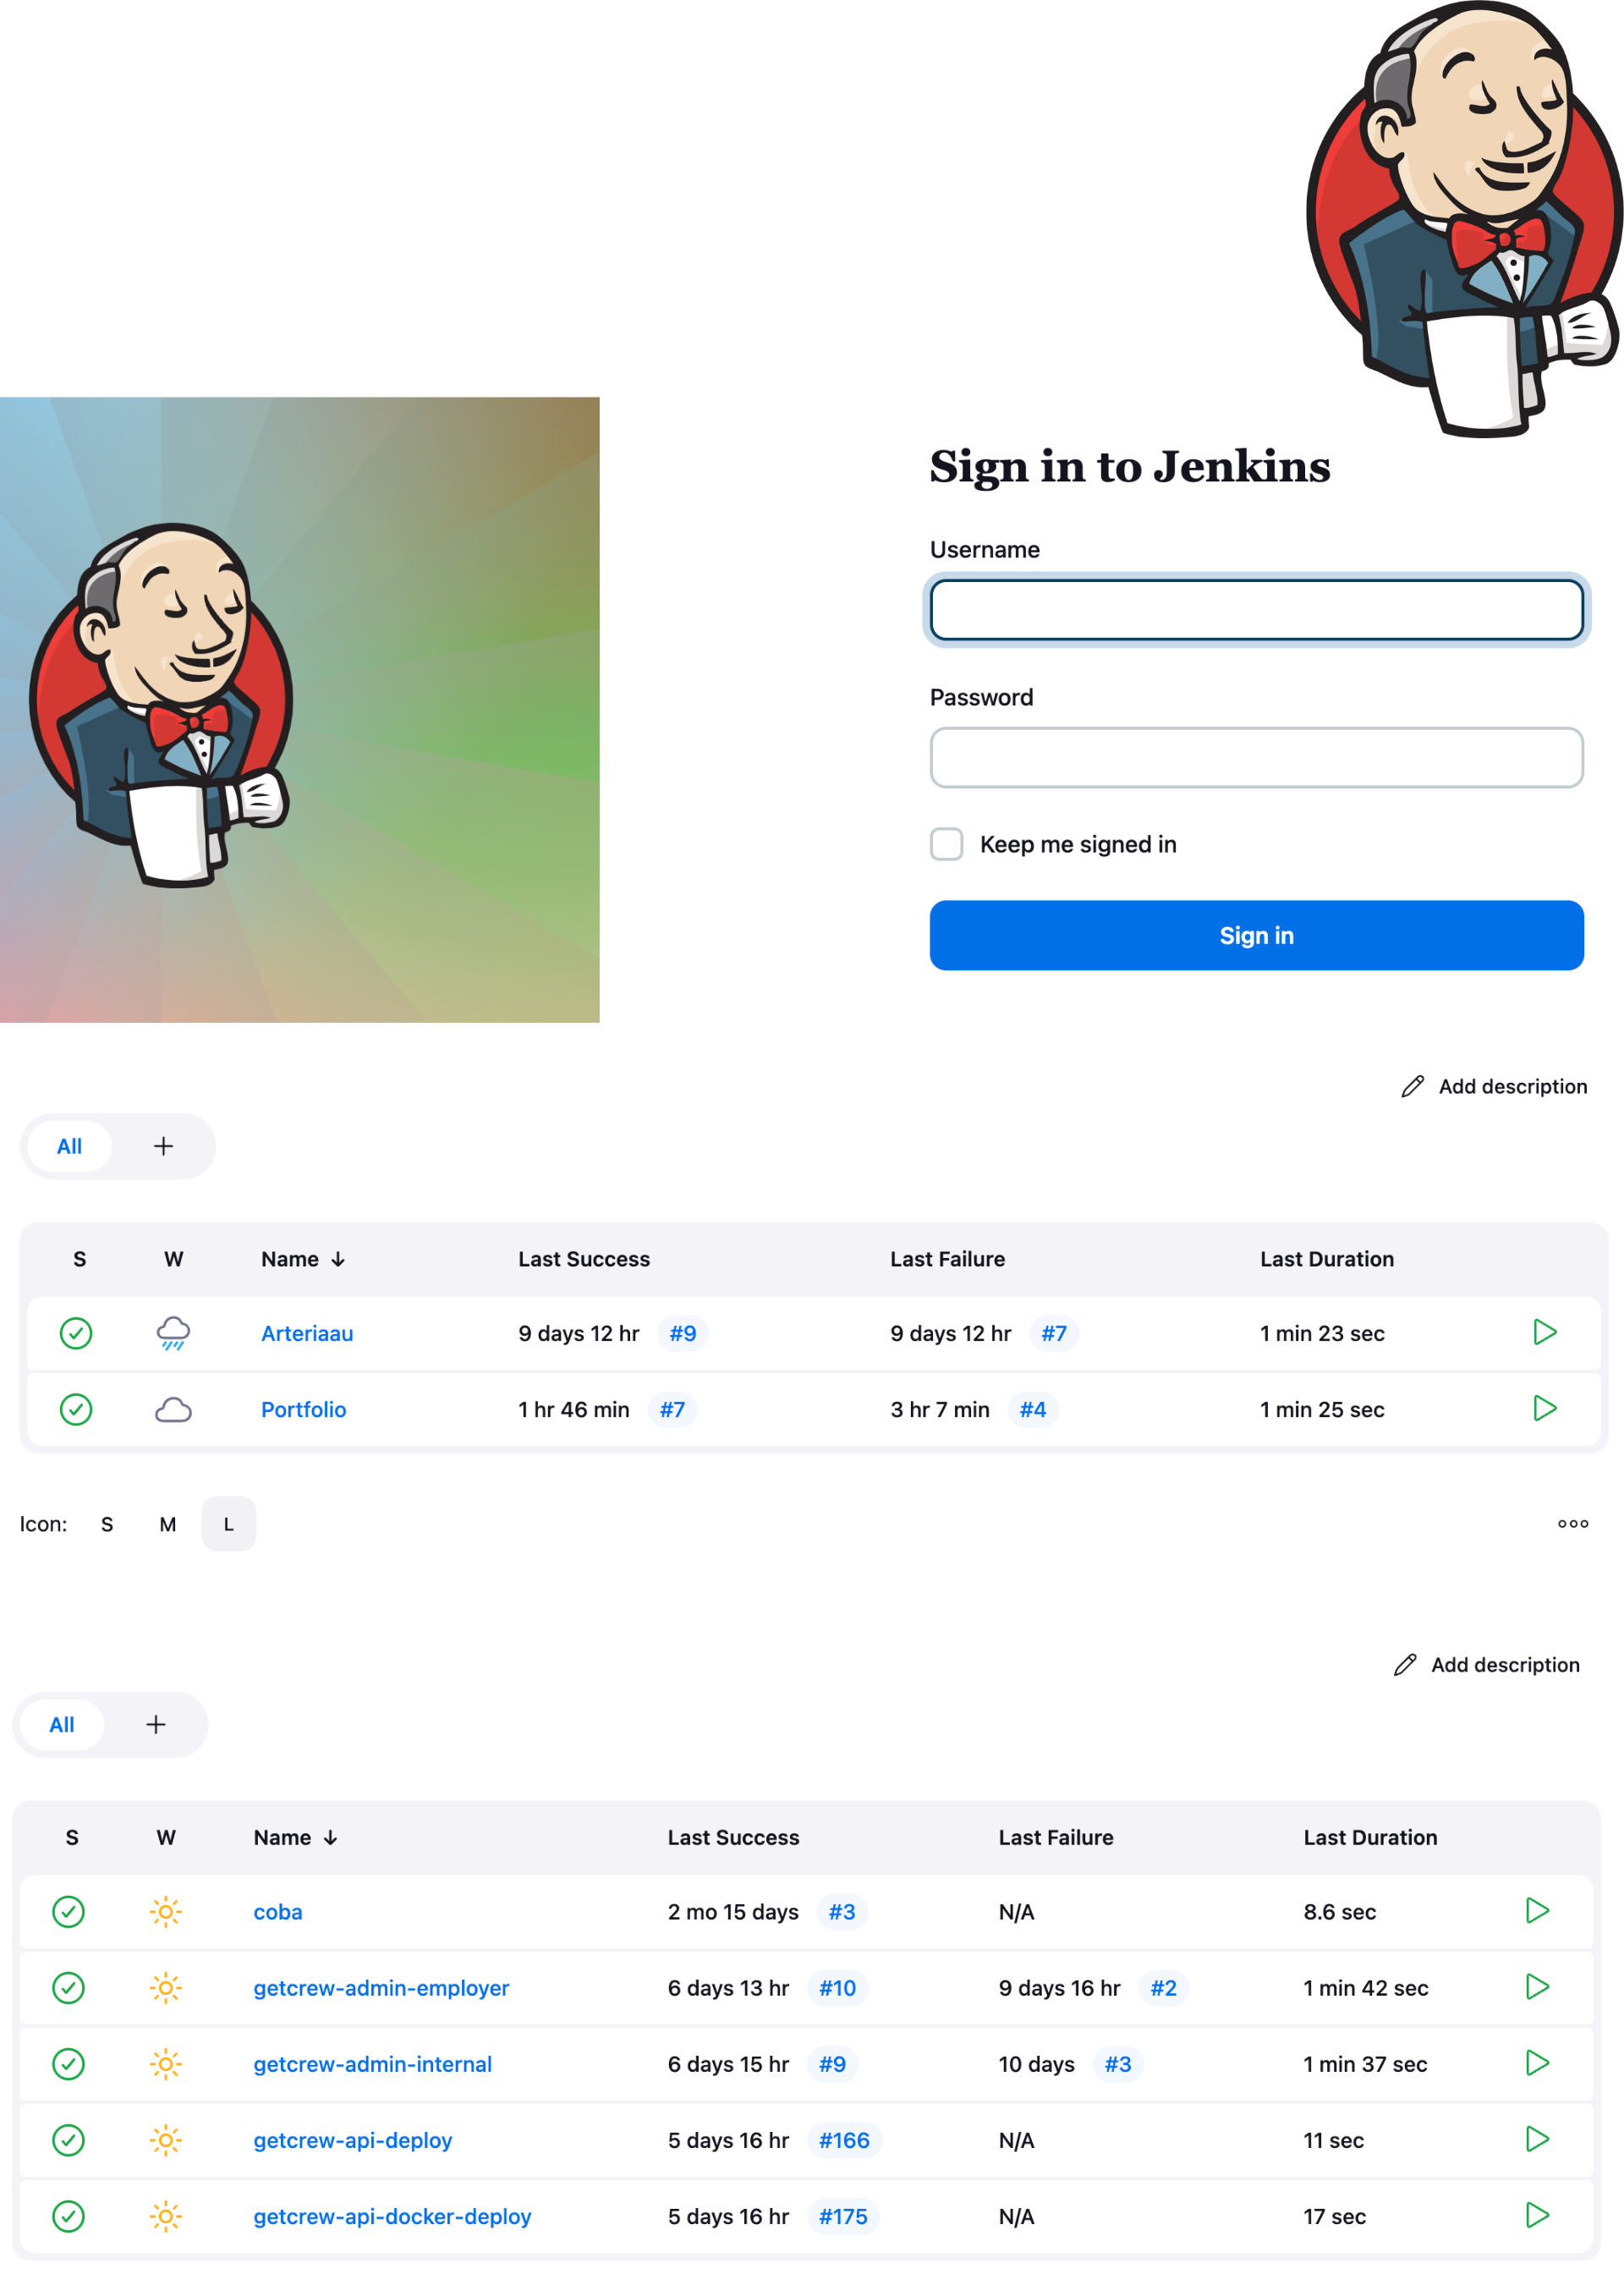 Sign in to Jenkins
Username
Password
Keep me signed in
Sign in
Add description
All +
S W Name ↓ Last Success Last Failure Last Duration
Arteriaau 9 days 12 hr #9 9 days 12 hr #7 1 min 23 sec
Portfolio 1 hr 46 min #7 3 hr 7 min #4 1 min 25 sec
Icon: S M L
Add description
All +
S W Name ↓ Last Success Last Failure Last Duration
coba 2 mo 15 days #3 N/A 8.6 sec
getcrew-admin-employer 6 days 13 hr #10 9 days 16 hr #2 1 min 42 sec
getcrew-admin-internal 6 days 15 hr #9 10 days #3 1 min 37 sec
getcrew-api-deploy 5 days 16 hr #166 N/A 11 sec
getcrew-api-docker-deploy 5 days 16 hr #175 N/A 17 sec